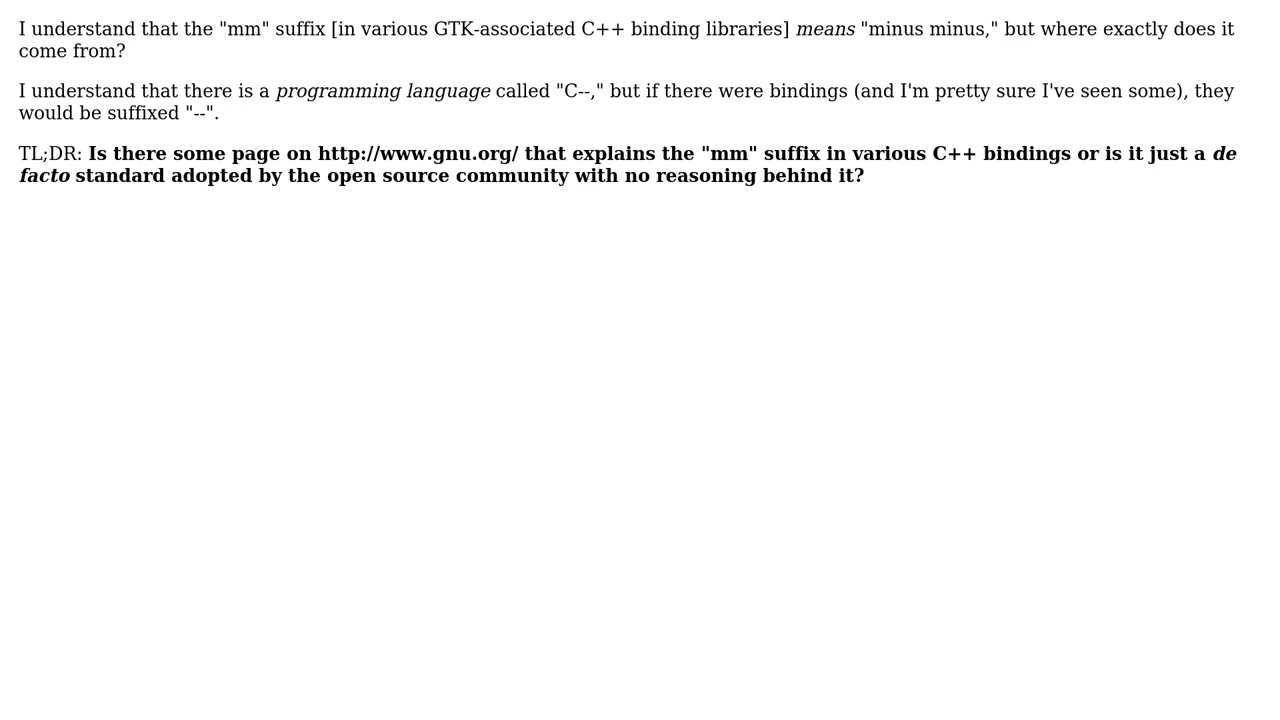 I understand that the "mm" suffix [in various GTK-associated C++ binding libraries] means "minus minus," but where exactly does it
come from?
I understand that there is a programming language called "C--," but if there were bindings (and I'm pretty sure I've seen some), they
would be suffixed "--".
TL;DR: Is there some page on http://www.gnu.org/ that explains the "mm" suffix in various C++ bindings or is it just a de
facto standard adopted by the open source community with no reasoning behind it?